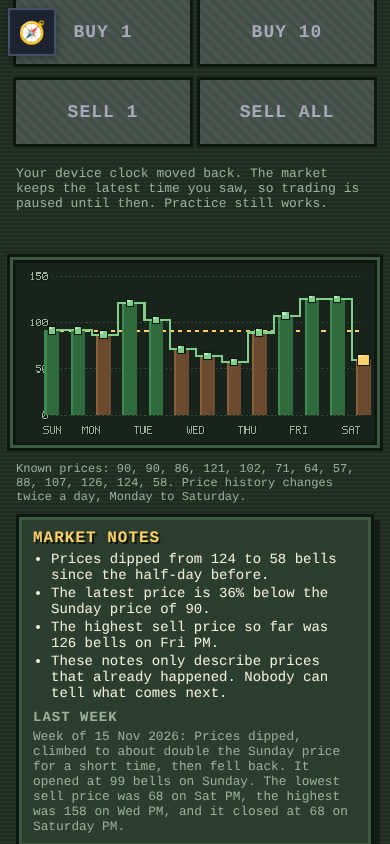 BUY 1
BUY 10
SELL 1
SELL ALL
Your device clock moved back. The market
keeps the latest time you saw, so trading is
paused until then. Practice still works.
150
100
50
0
SUN MON TUE WED THU FRI SAT
Known prices: 90, 90, 86, 121, 102, 71, 64, 57,
88, 107, 126, 124, 58. Price history changes
twice a day, Monday to Saturday.
MARKET NOTES
• Prices dipped from 124 to 58 bells
since the half-day before.
• The latest price is 36% below the
Sunday price of 90.
• The highest sell price so far was
126 bells on Fri PM.
• These notes only describe prices
that already happened. Nobody can
tell what comes next.
LAST WEEK
Week of 15 Nov 2026: Prices dipped,
climbed to about double the Sunday price
for a short time, then fell back. It
opened at 99 bells on Sunday. The lowest
sell price was 68 on Sat PM, the highest
was 158 on Wed PM, and it closed at 68 on
Saturday PM.